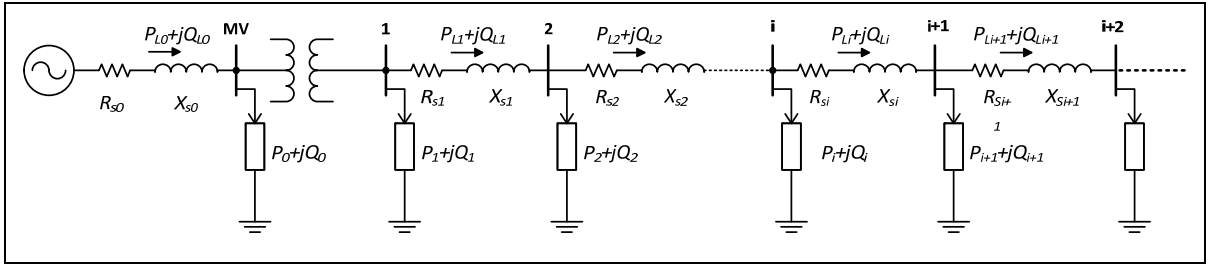 P_L0+jQ_L0 MV 1 P_L1+jQ_L1 2 P_L2+jQ_L2 i P_Li+jQ_Li i+1 P_Li+1+jQ_Li+1 i+2
R_s0 X_s0 R_s1 X_s1 R_s2 X_s2 R_si X_si R_Si+1 X_Si+1
P_0+jQ_0 P_1+jQ_1 P_2+jQ_2 P_i+jQ_i P_i+1+jQ_i+1